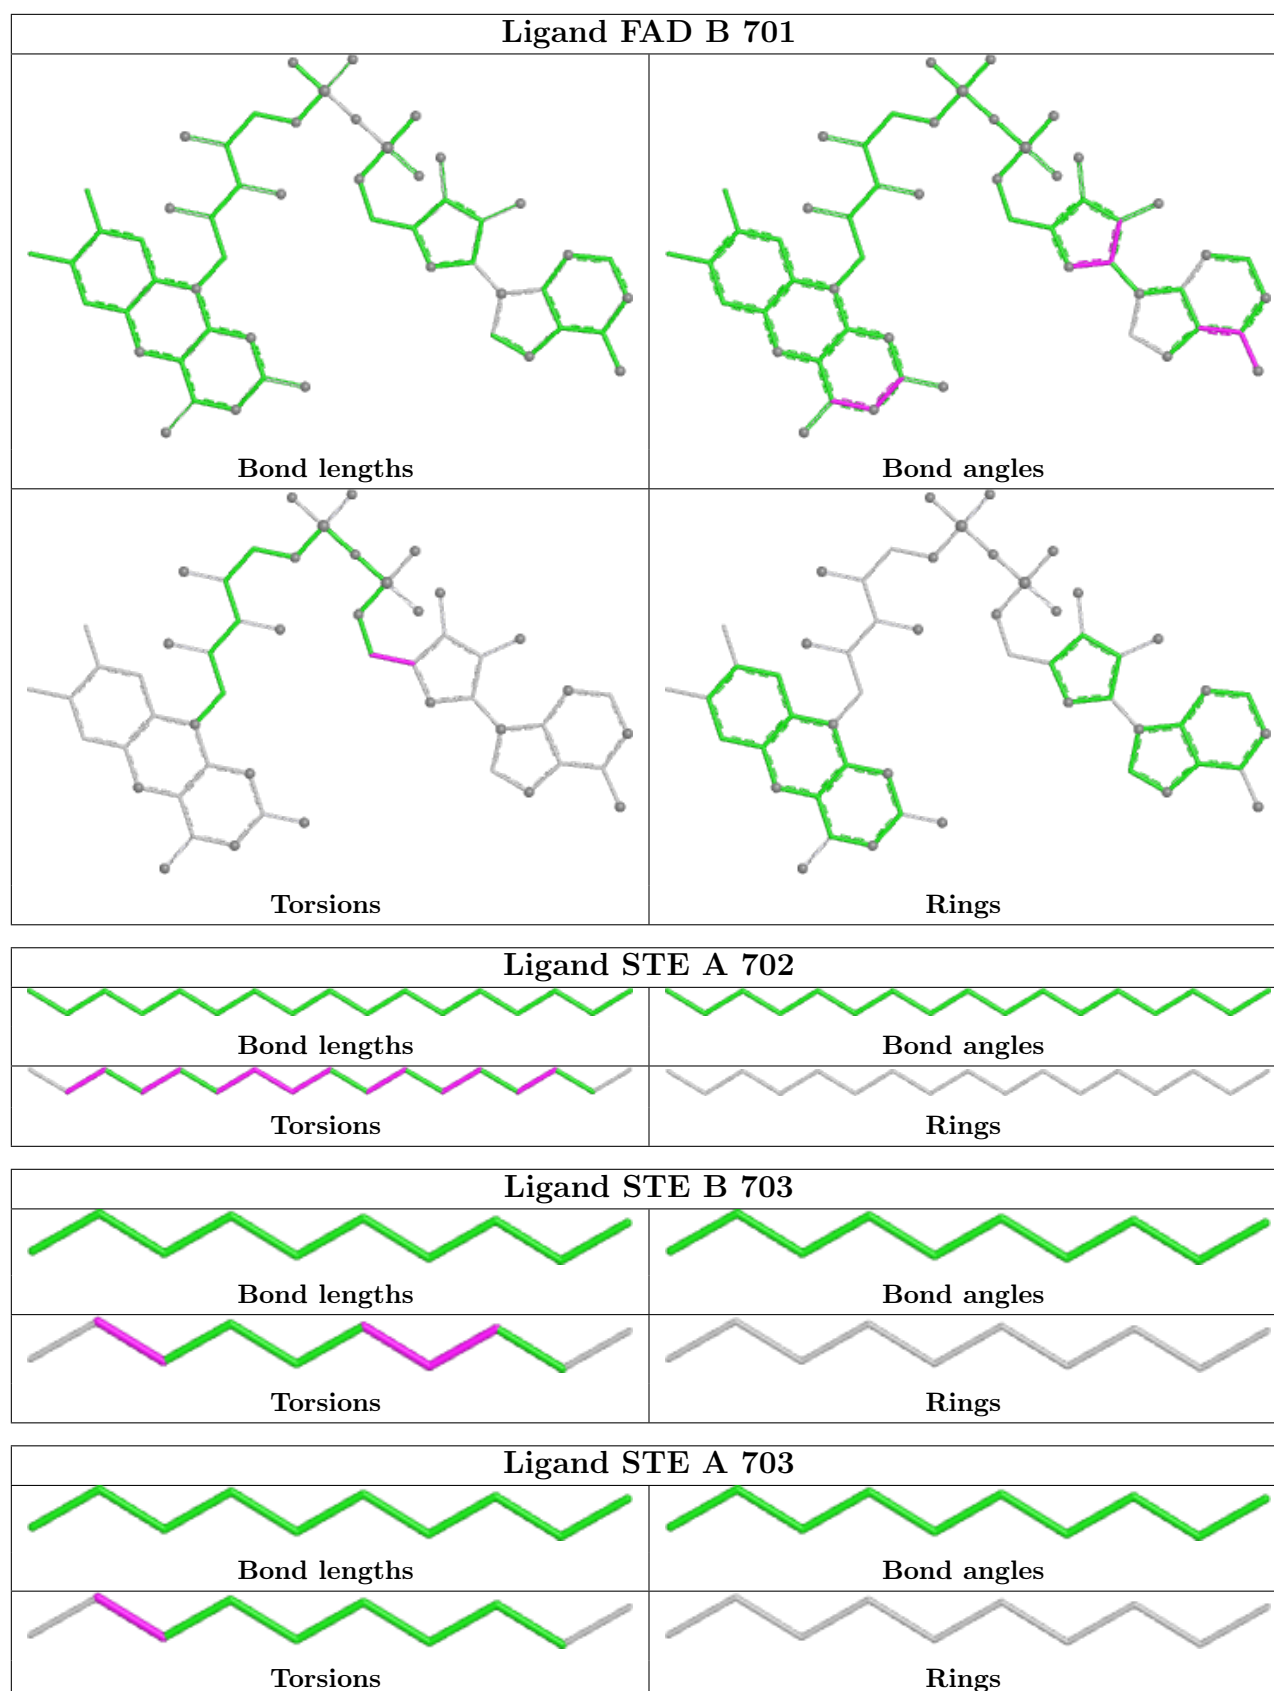 Ligand FAD B 701
Bond lengths
Bond angles
Torsions
Rings
Ligand STE A 702
Bond lengths
Bond angles
Torsions
Rings
Ligand STE B 703
Bond lengths
Bond angles
Torsions
Rings
Ligand STE A 703
Bond lengths
Bond angles
Torsions
Rings